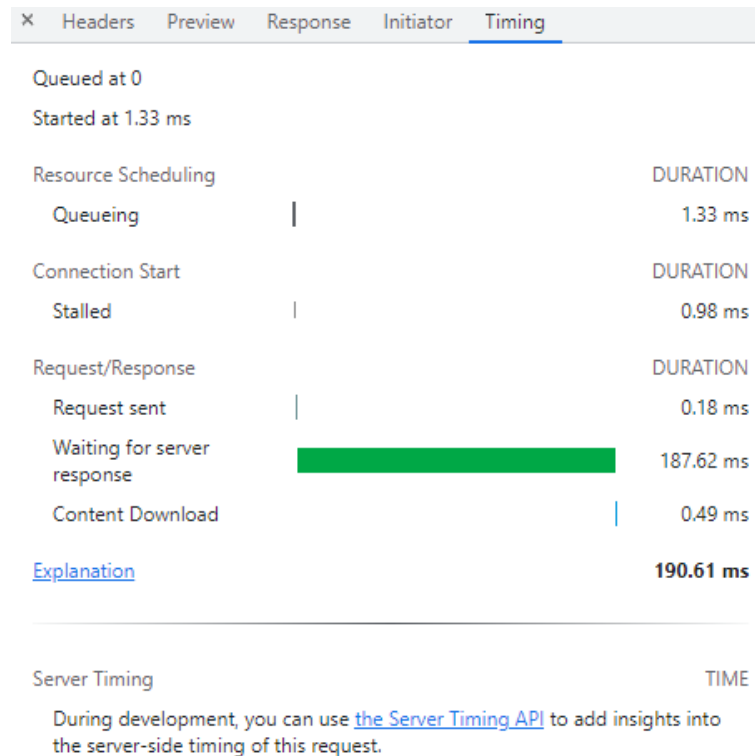 × Headers Preview Response Initiator Timing
Queued at 0
Started at 1.33 ms
Resource Scheduling DURATION
Queueing 1.33 ms
Connection Start DURATION
Stalled 0.98 ms
Request/Response DURATION
Request sent 0.18 ms
Waiting for server
response 187.62 ms
Content Download 0.49 ms
Explanation 190.61 ms
Server Timing TIME
During development, you can use the Server Timing API to add insights into
the server-side timing of this request.